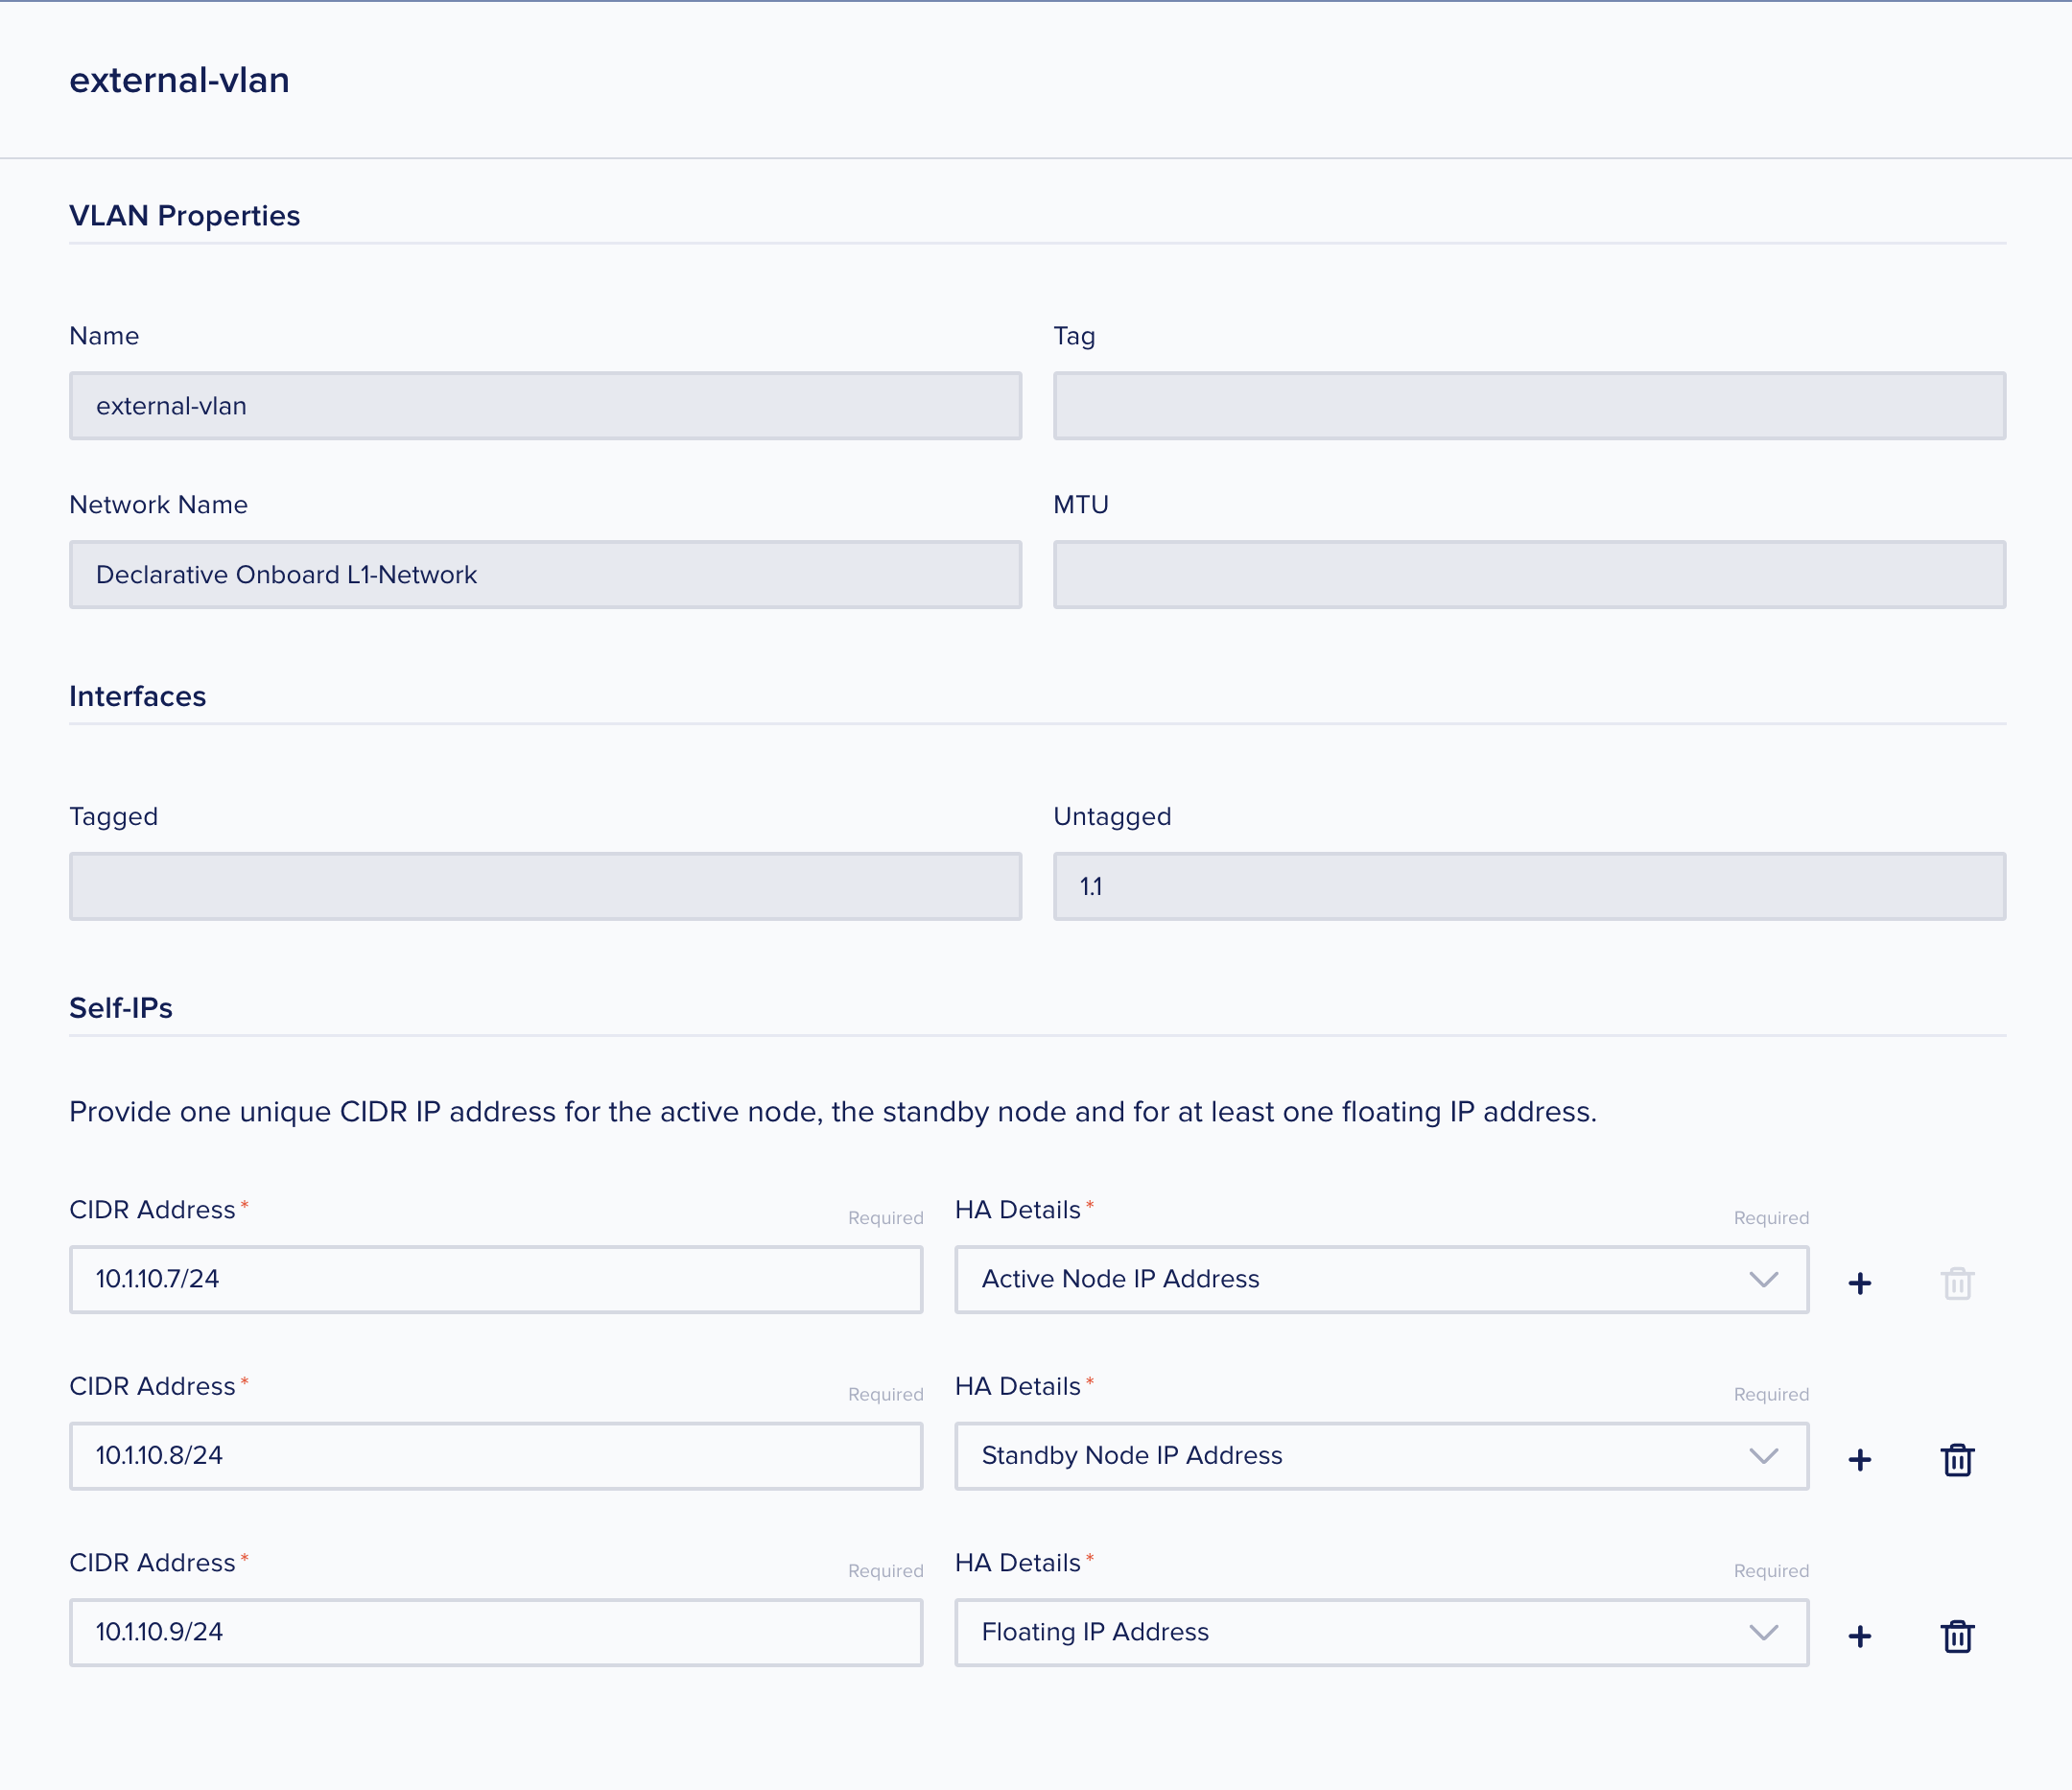 external-vlan
VLAN Properties
Name
Tag
external-vlan
Network Name
MTU
Declarative Onboard L1-Network
Interfaces
Tagged
Untagged
1.1
Self-IPs
Provide one unique CIDR IP address for the active node, the standby node and for at least one floating IP address.
CIDR Address* Required
HA Details* Required
10.1.10.7/24
Active Node IP Address
CIDR Address* Required
HA Details* Required
10.1.10.8/24
Standby Node IP Address
CIDR Address* Required
HA Details* Required
10.1.10.9/24
Floating IP Address